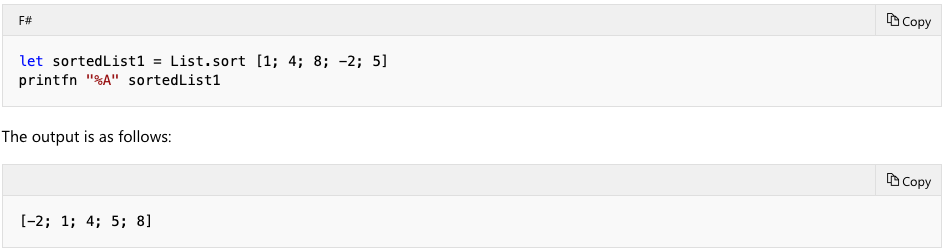 F#
Copy
let sortedList1 = List.sort [1; 4; 8; -2; 5]
printfn "%A" sortedList1
The output is as follows:
Copy
[-2; 1; 4; 5; 8]